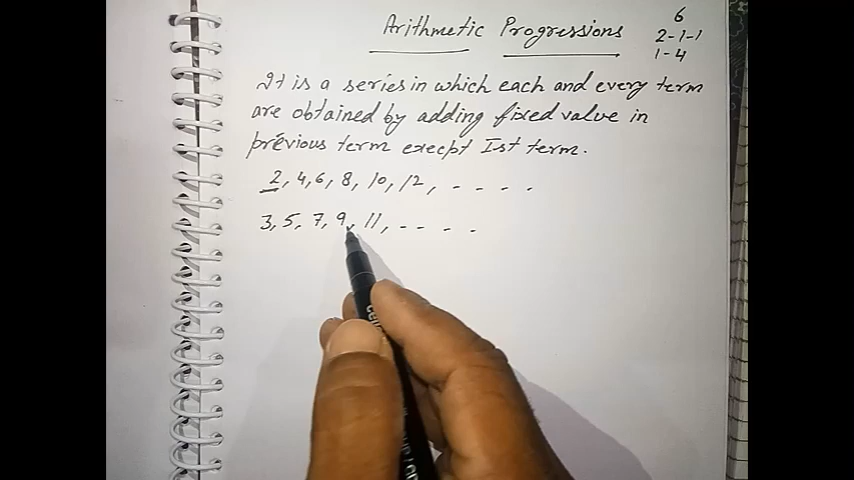 Arithmetic Progressions
6
2-1-1
1-4
It is a series in which each and every term
are obtained by adding fixed value in
previous term execpt Ist term.
2, 4, 6, 8, 10, 12, - - - -
3, 5, 7, 9, 11, - - - -